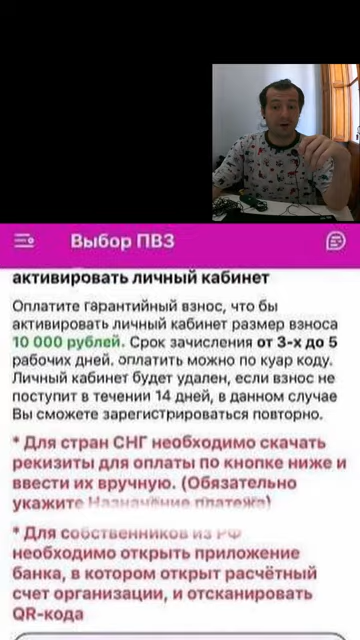 Выбор ПВЗ
активировать личный кабинет
Оплатите гарантийный взнос, что бы
активировать личный кабинет размер взноса
10 000 рублей. Срок зачисления от 3-х до 5
рабочих дней. оплатить можно по куар коду.
Личный кабинет будет удален, если взнос не
поступит в течении 14 дней, в данном случае
Вы сможете зарегистрироваться повторно.
* Для стран СНГ необходимо скачать
реквизиты для оплаты по кнопке ниже и
ввести их вручную. (Обязательно
укажите Назначение платежа)
* Для собственников из РФ
необходимо открыть приложение
банка, в котором открыт расчётный
счет организации, и отсканировать
QR-кода